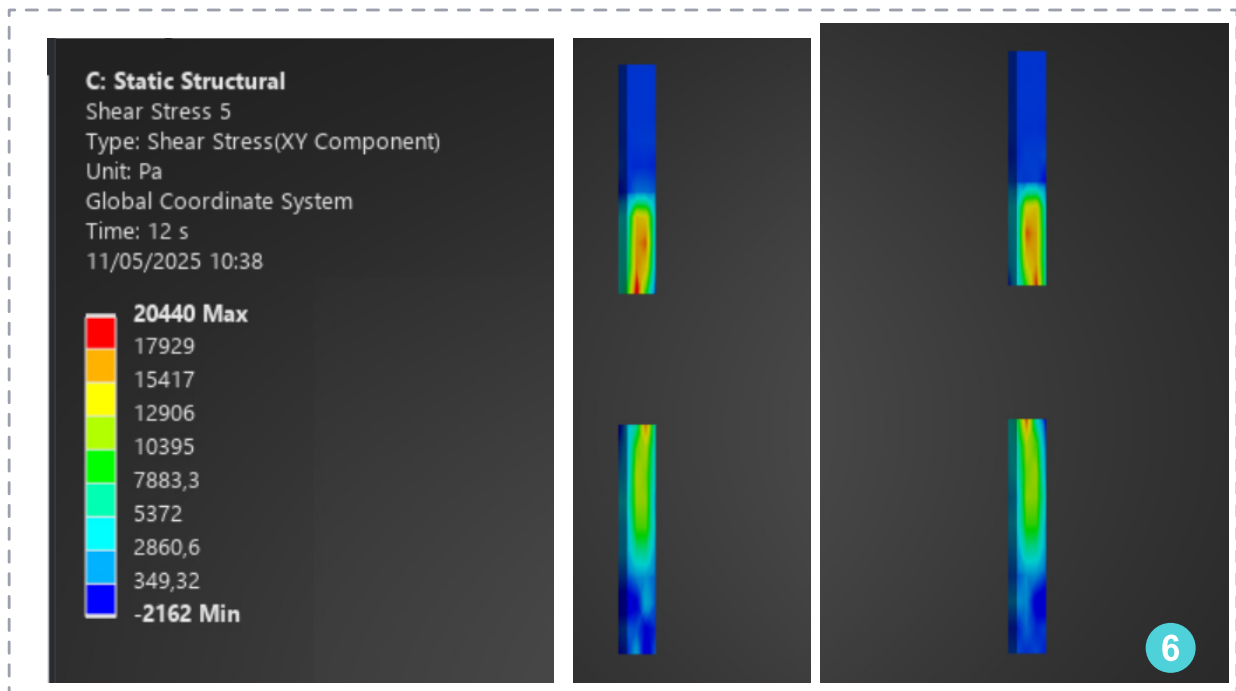 C: Static Structural
Shear Stress 5
Type: Shear Stress(XY Component)
Unit: Pa
Global Coordinate System
Time: 12 s
11/05/2025 10:38
20440 Max
17929
15417
12906
10395
7883,3
5372
2860,6
349,32
-2162 Min
6